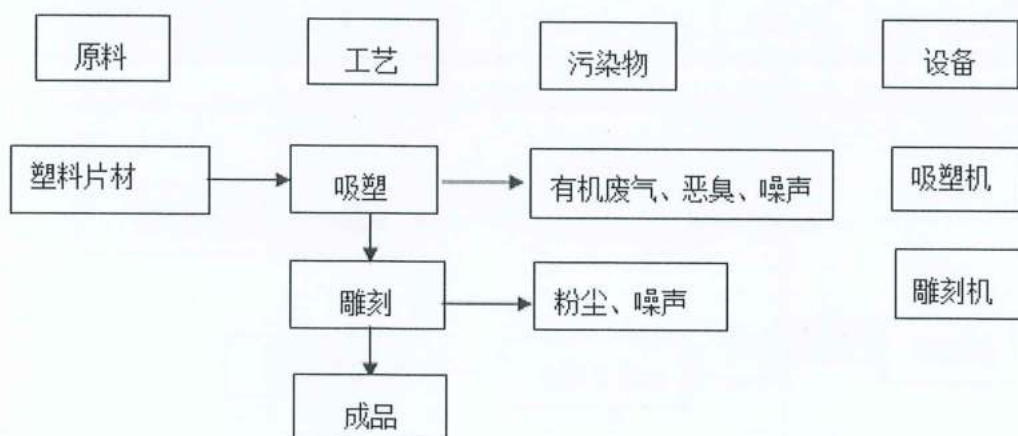 原料 工艺 污染物 设备
塑料片材 吸塑 有机废气、恶臭、噪声 吸塑机
雕刻 粉尘、噪声 雕刻机
成品